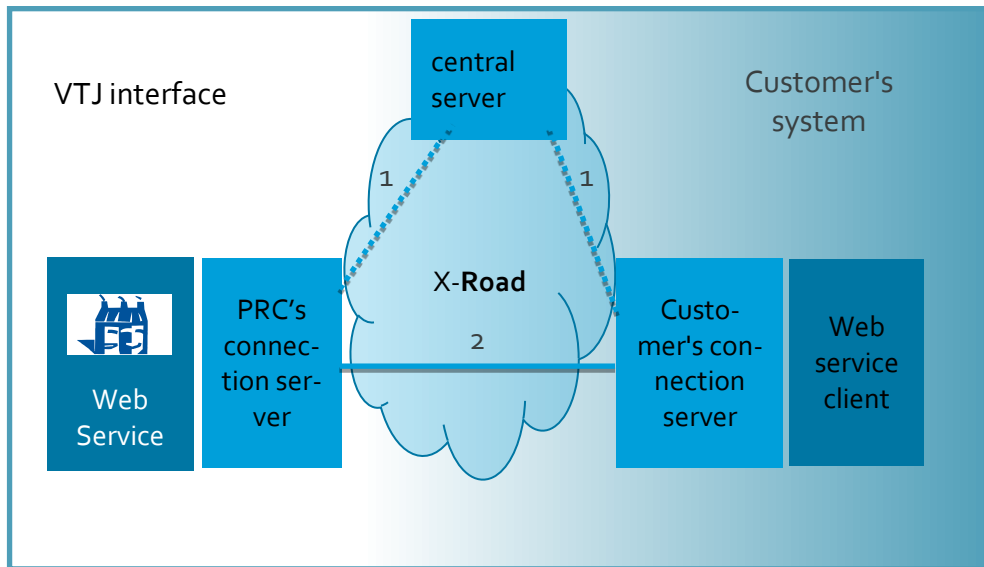 central
server
VTJ interface
Customer's
system
1
1
X-Road
2
Web
Service
PRC's
connec-
tion ser-
ver
Custo-
mer's con-
nection
server
Web
service
client